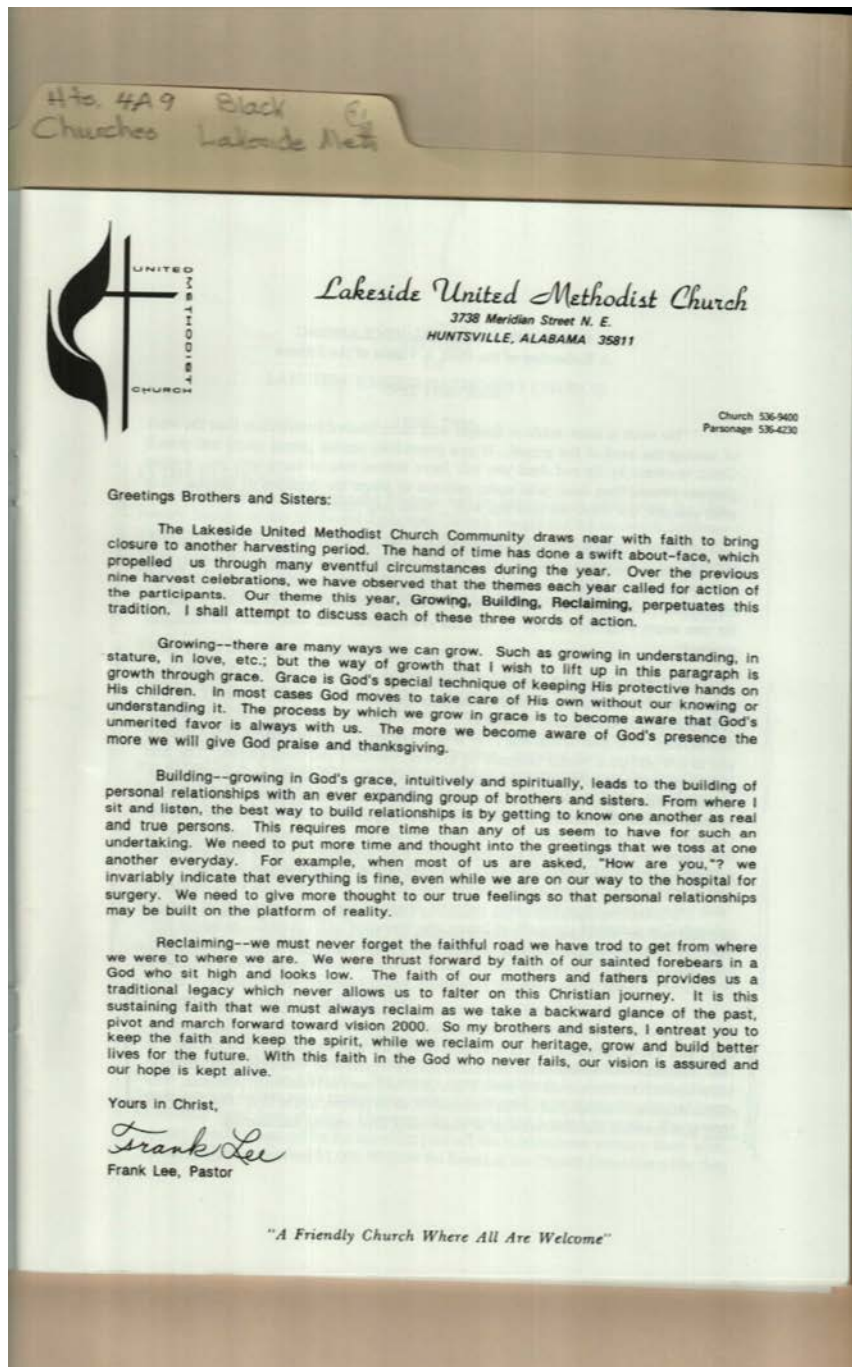 Hts. 4A9 Black
Churches Lakeside Meth
UNITED
METHODIST
CHURCH
Lakeside United Methodist Church
3738 Meridian Street N. E.
HUNTSVILLE, ALABAMA 35811
Church 536-9400
Parsonage 536-4230
Greetings Brothers and Sisters:
The Lakeside United Methodist Church Community draws near with faith to bring
closure to another harvesting period. The hand of time has done a swift about-face, which
propelled us through many eventful circumstances during the year. Over the previous
nine harvest celebrations, we have observed that the themes each year called for action of
the participants. Our theme this year, Growing, Building, Reclaiming, perpetuates this
tradition. I shall attempt to discuss each of these three words of action.
Growing--there are many ways we can grow. Such as growing in understanding, in
stature, in love, etc.; but the way of growth that I wish to lift up in this paragraph is
growth through grace. Grace is God's special technique of keeping His protective hands on
His children. In most cases God moves to take care of His own without our knowing or
understanding it. The process by which we grow in grace is to become aware that God's
unmerited favor is always with us. The more we become aware of God's presence the
more we will give God praise and thanksgiving.
Building--growing in God's grace, intuitively and spiritually, leads to the building of
personal relationships with an ever expanding group of brothers and sisters. From where I
sit and listen, the best way to build relationships is by getting to know one another as real
and true persons. This requires more time than any of us seem to have for such an
undertaking. We need to put more time and thought into the greetings that we toss at one
another everyday. For example, when most of us are asked, "How are you,"? we
invariably indicate that everything is fine, even while we are on our way to the hospital for
surgery. We need to give more thought to our true feelings so that personal relationships
may be built on the platform of reality.
Reclaiming--we must never forget the faithful road we have trod to get from where
we were to where we are. We were thrust forward by faith of our sainted forebears in a
God who sit high and looks low. The faith of our mothers and fathers provides us a
traditional legacy which never allows us to falter on this Christian journey. It is this
sustaining faith that we must always reclaim as we take a backward glance of the past,
pivot and march forward toward vision 2000. So my brothers and sisters, I entreat you to
keep the faith and keep the spirit, while we reclaim our heritage, grow and build better
lives for the future. With this faith in the God who never fails, our vision is assured and
our hope is kept alive.
Yours in Christ,
Frank Lee
Frank Lee, Pastor
"A Friendly Church Where All Are Welcome"